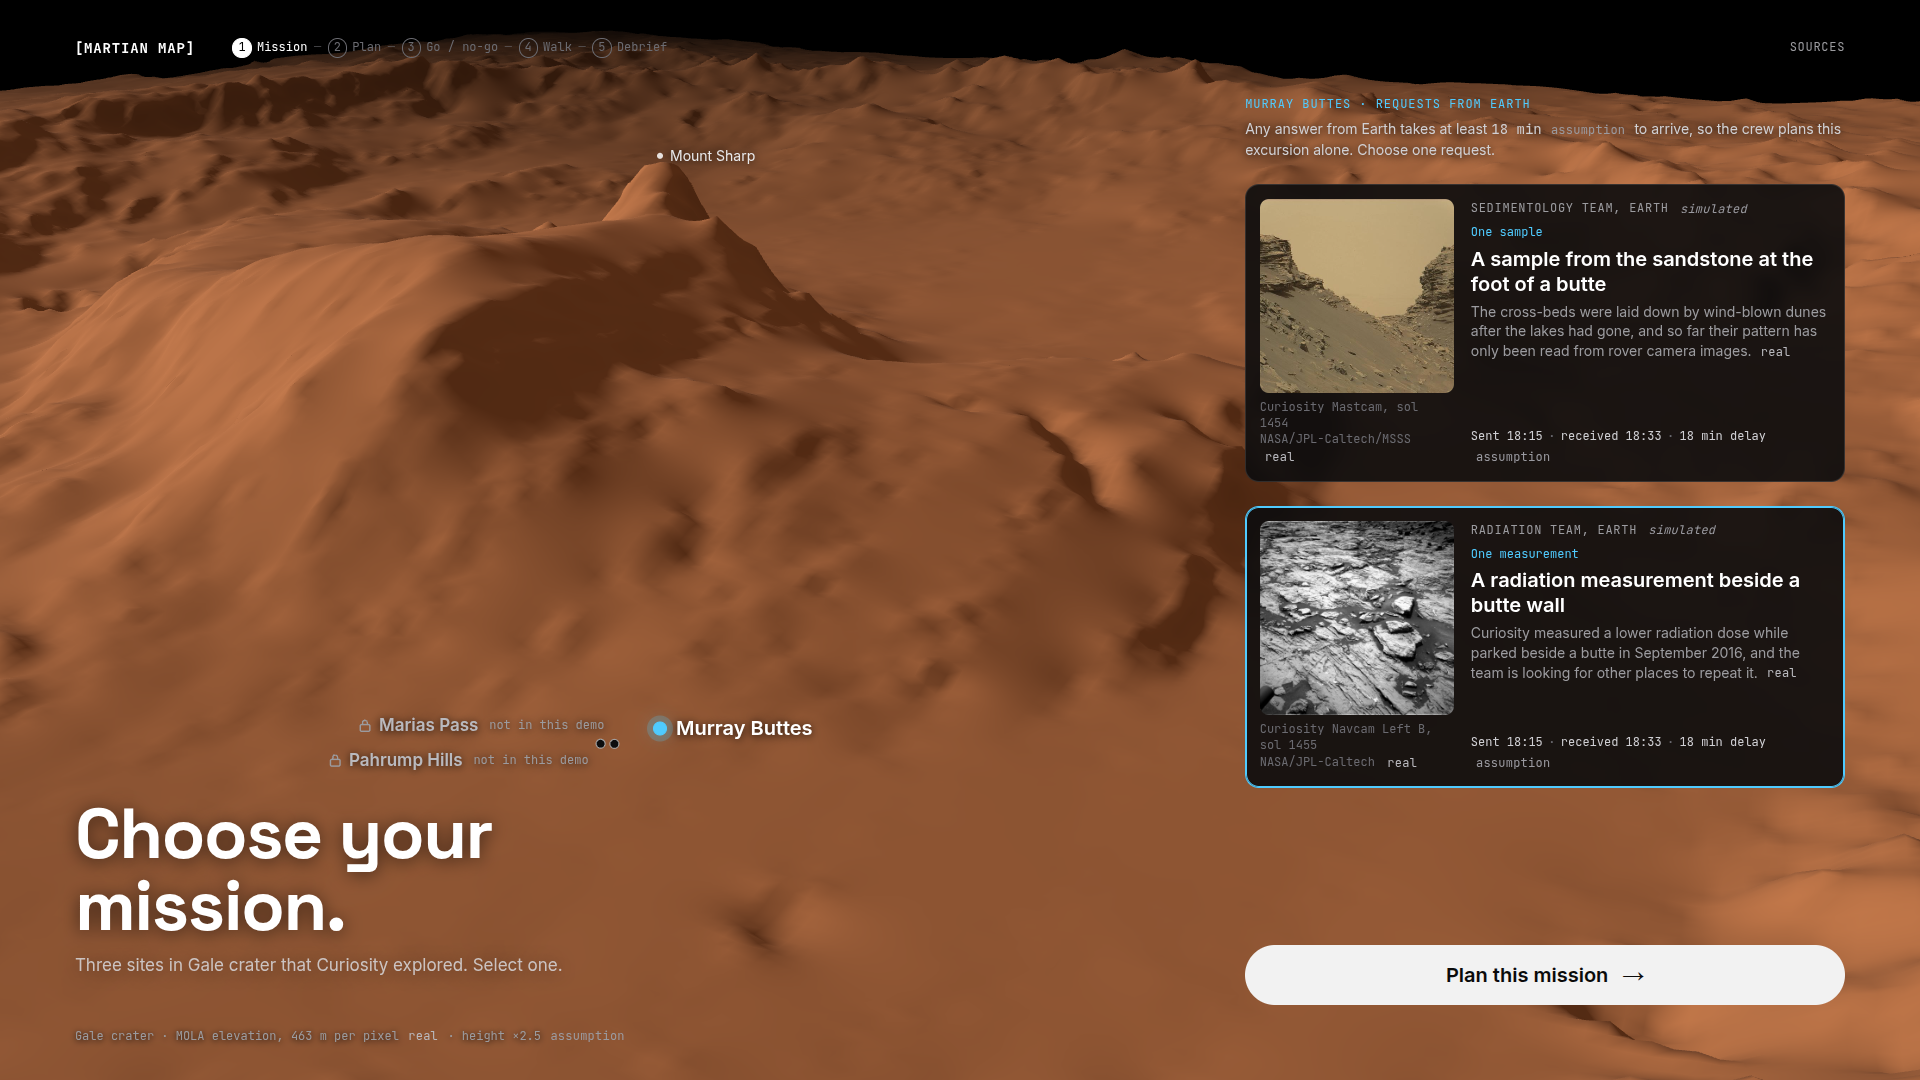 [MARTIAN MAP]
1 Mission — 2 Plan — 3 Go / no-go — 4 Walk — 5 Debrief
SOURCES
Mount Sharp
Marias Pass not in this demo
Murray Buttes
Pahrump Hills not in this demo
Choose your
mission.
Three sites in Gale crater that Curiosity explored. Select one.
Gale crater · MOLA elevation, 463 m per pixel real · height ×2.5 assumption
MURRAY BUTTES · REQUESTS FROM EARTH
Any answer from Earth takes at least 18 min assumption to arrive, so the crew plans this
excursion alone. Choose one request.
SEDIMENTOLOGY TEAM, EARTH simulated
One sample
A sample from the sandstone at the
foot of a butte
The cross-beds were laid down by wind-blown dunes
after the lakes had gone, and so far their pattern has
only been read from rover camera images. real
Curiosity Mastcam, sol
1454
NASA/JPL-Caltech/MSSS
real
Sent 18:15 · received 18:33 · 18 min delay
assumption
RADIATION TEAM, EARTH simulated
One measurement
A radiation measurement beside a
butte wall
Curiosity measured a lower radiation dose while
parked beside a butte in September 2016, and the
team is looking for other places to repeat it. real
Curiosity Navcam Left B,
sol 1455
NASA/JPL-Caltech real
Sent 18:15 · received 18:33 · 18 min delay
assumption
Plan this mission →